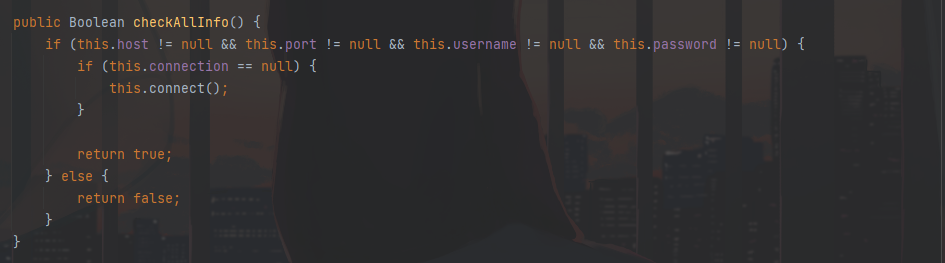 public Boolean checkAllInfo() {
    if (this.host != null && this.port != null && this.username != null && this.password != null) {
        if (this.connection == null) {
            this.connect();
        }

        return true;
    } else {
        return false;
    }
}